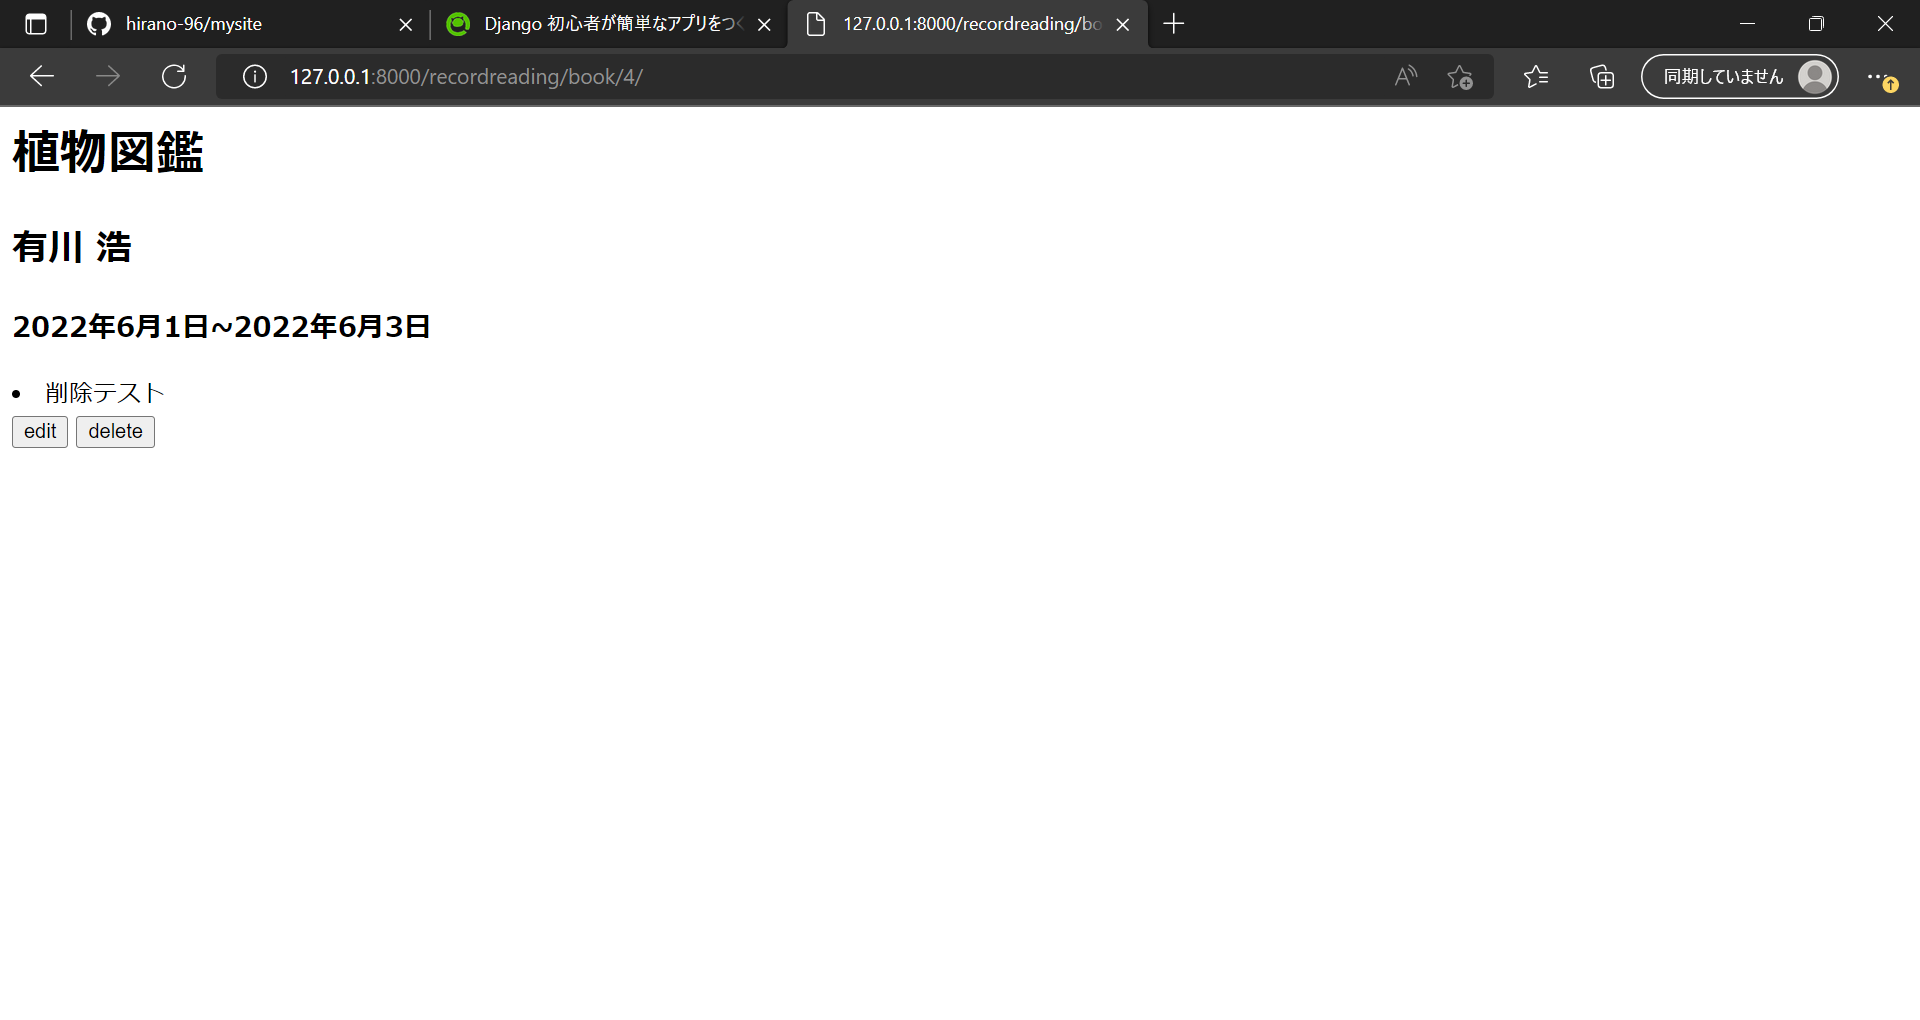 hirano-96/mysite
Django 初心者が簡単なアプリをつ
127.0.0.1:8000/recordreading/bo
127.0.0.1:8000/recordreading/book/4/
同期していません
植物図鑑
有川 浩
2022年6月1日~2022年6月3日
• 削除テスト
edit delete